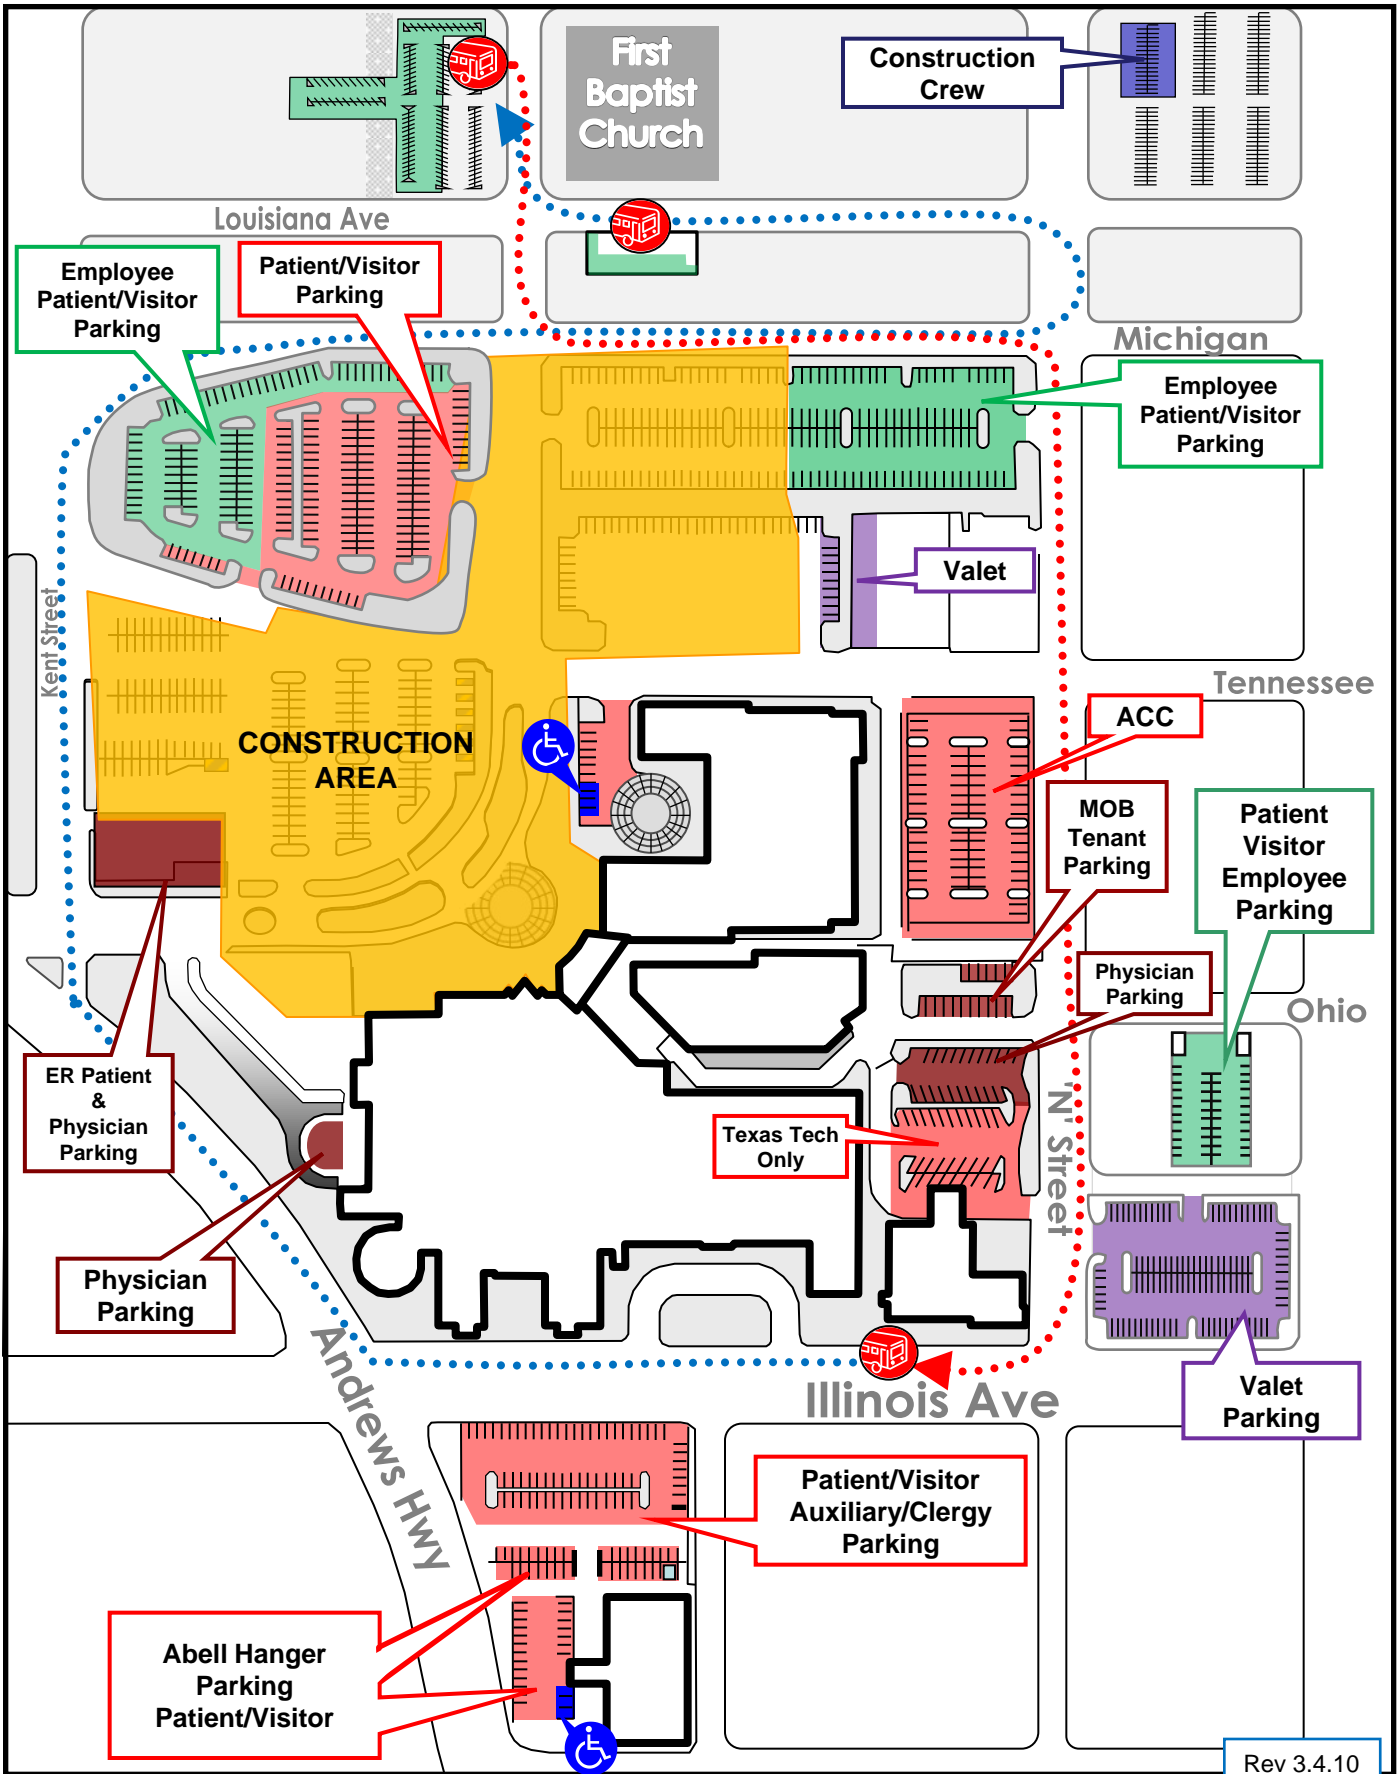 First
Baptist
Church
Construction
Crew
Louisiana Ave
Employee
Patient/Visitor
Parking
Patient/Visitor
Parking
Michigan
Employee
Patient/Visitor
Parking
Valet
Kent Street
Tennessee
ACC
CONSTRUCTION
AREA
MOB
Tenant
Parking
Patient
Visitor
Employee
Parking
Physician
Parking
Ohio
ER Patient
&
Physician
Parking
'N' Street
Texas Tech
Only
Physician
Parking
Andrews Hwy
Illinois Ave
Valet
Parking
Patient/Visitor
Auxiliary/Clergy
Parking
Abell Hanger
Parking
Patient/Visitor
Rev 3.4.10